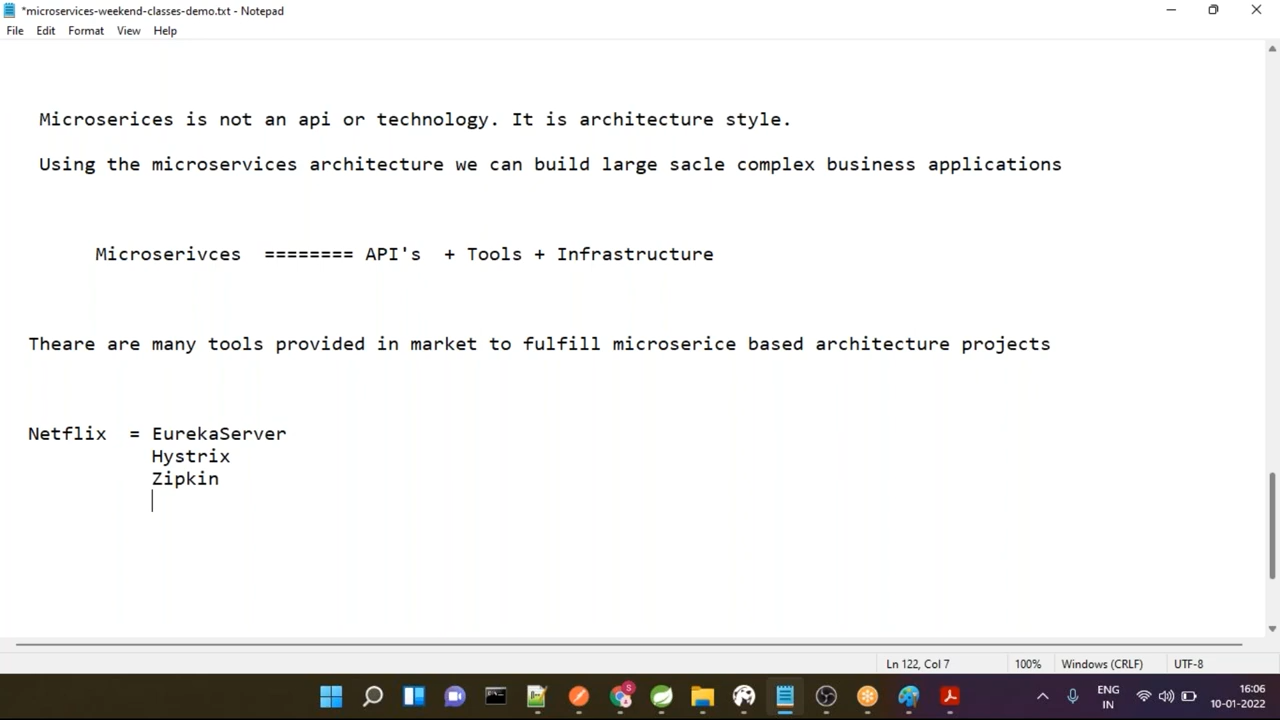 *microservices-weekend-classes-demo.txt - Notepad
File Edit Format View Help
Microserices is not an api or technology. It is architecture style.
Using the microservices architecture we can build large sacle complex business applications
Microserivces ======== API's + Tools + Infrastructure
Theare are many tools provided in market to fulfill microserice based architecture projects
Netflix = EurekaServer
Hystrix
Zipkin
Ln 122, Col 7 100% Windows (CRLF) UTF-8
S
ENG
IN
16:06
10-01-2022